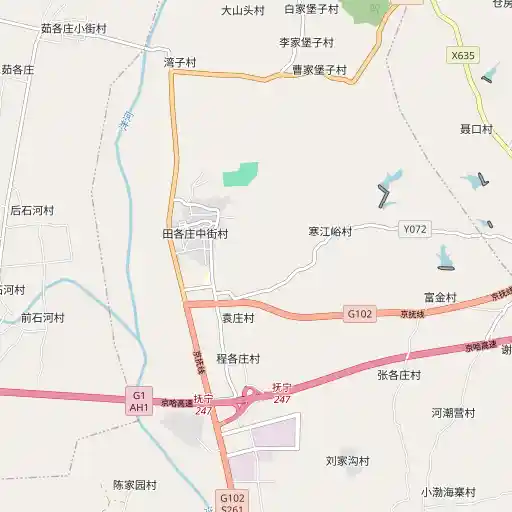 大山头村
白家堡子村
仓房
茹各庄小街村
李家堡子村
湾子村
X635
茹各庄
曹家堡子村
洋河
聂口村
后石河村
田各庄中街村
寒江峪村
Y072
石河村
富金村
京抚线
前石河村
袁庄村
G102
京抚线
京哈高速
谢
京抚线
程各庄村
张各庄村
抚宁
247
G1
AH1
京哈高速
抚宁
247
河潮营村
刘家沟村
陈家园村
小渤海寨村
G102
S261